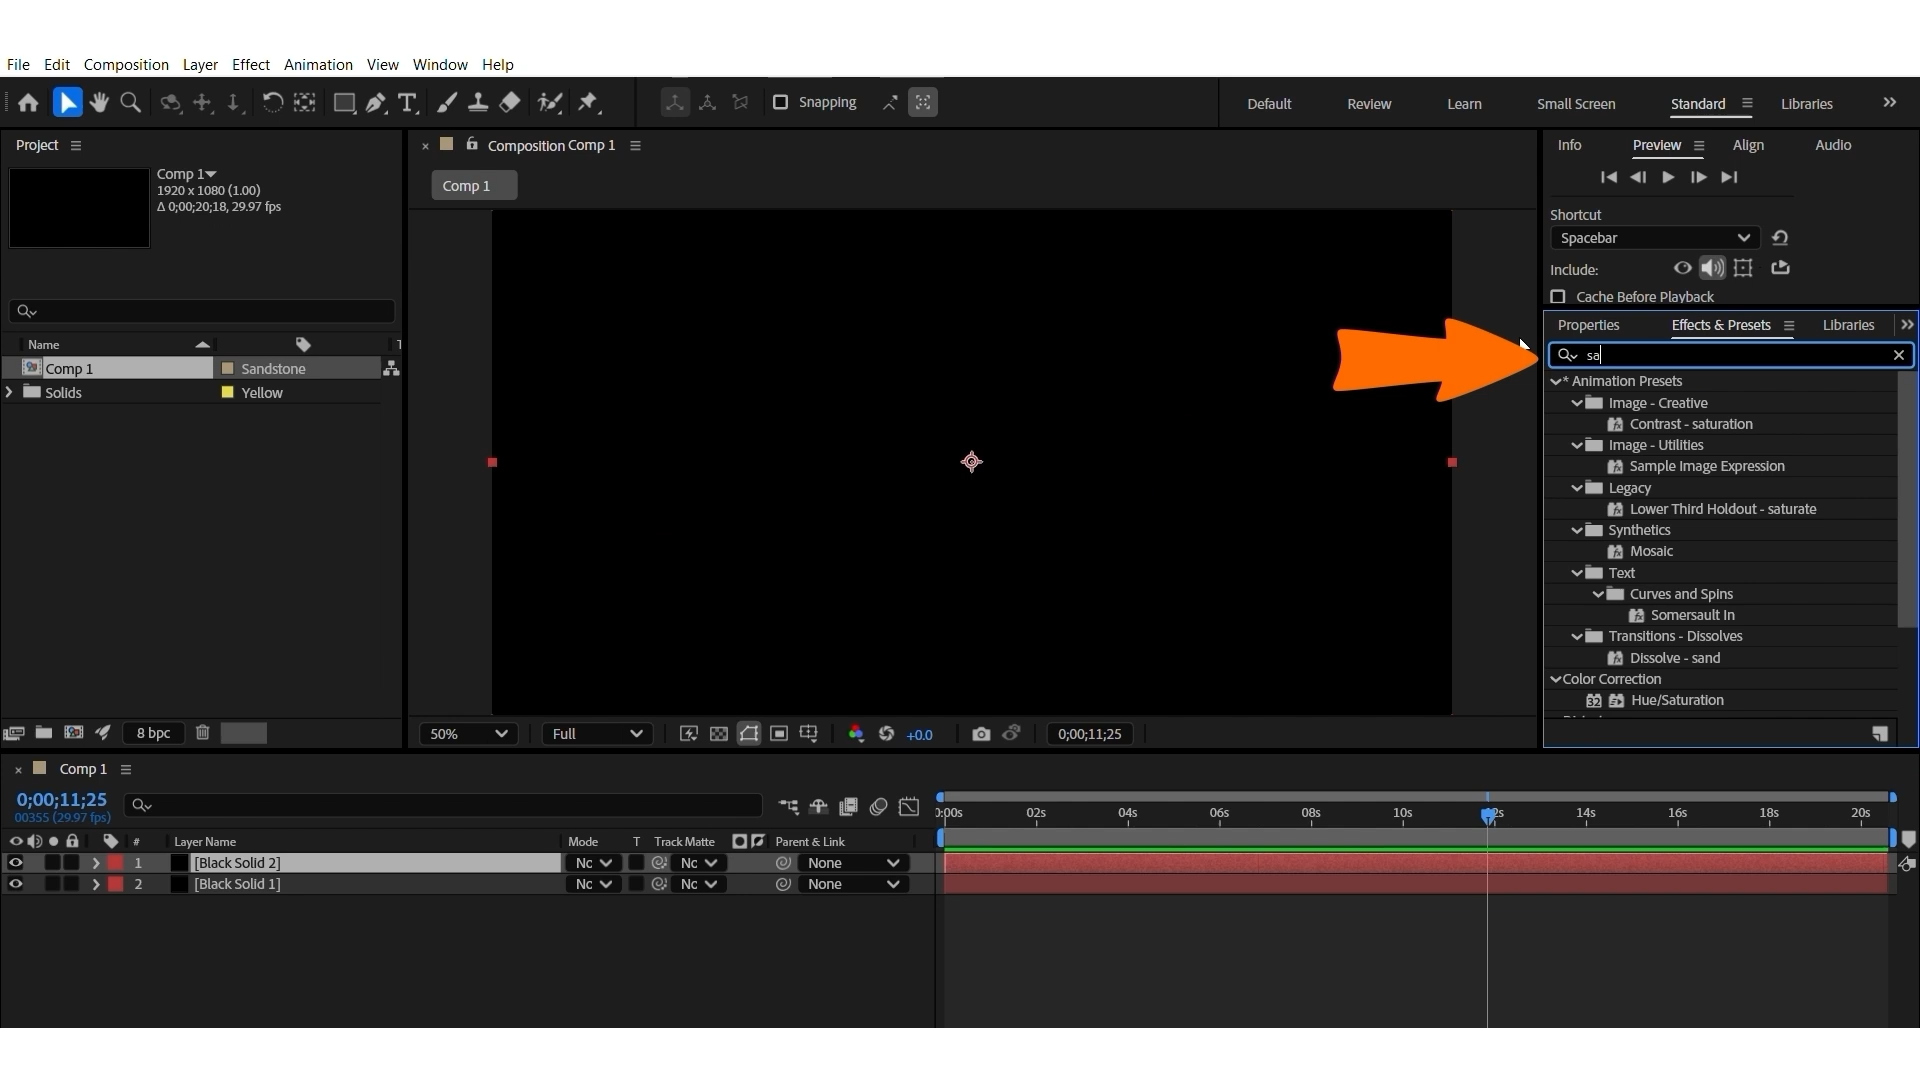 File Edit Composition Layer Effect Animation View Window Help
Snapping
Default Review Learn Small Screen Standard Libraries
Project
Comp 1
1920 x 1080 (1.00)
Δ 0;00;20;18, 29.97 fps
Name
Comp 1 Sandstone
Solids Yellow
8 bpc
Composition Comp 1
Comp 1
50% Full +0.0 0;00;11;25
Info Preview Align Audio
Shortcut
Spacebar
Include:
Cache Before Playback
Properties Effects & Presets Libraries
sa
* Animation Presets
Image - Creative
Contrast - saturation
Image - Utilities
Sample Image Expression
Legacy
Lower Third Holdout - saturate
Synthetics
Mosaic
Text
Curves and Spins
Somersault In
Transitions - Dissolves
Dissolve - sand
Color Correction
32 Hue/Saturation
Comp 1
0;00;11;25
00355 (29.97 fps)
# Layer Name Mode T Track Matte Parent & Link
1 [Black Solid 2] Nc Nc None
2 [Black Solid 1] Nc Nc None
02s 04s 06s 08s 10s 14s 16s 18s 20s